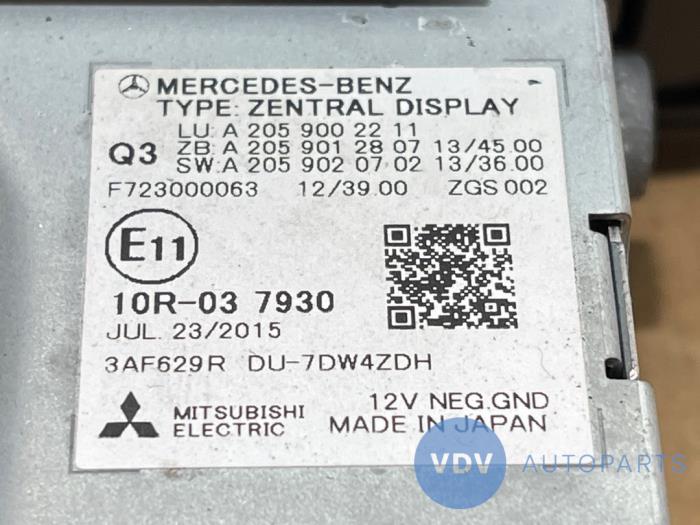 MERCEDES-BENZ
TYPE: ZENTRAL DISPLAY
LU: A 205 900 22 11
Q3 ZB: A 205 901 28 07 13/45.00
SW: A 205 902 07 02 13/36.00
F723000063 12/39.00 ZGS 002
E11
10R-03 7930
JUL. 23/2015
3AF629R DU-7DW4ZDH
MITSUBISHI ELECTRIC
12V NEG.GND
MADE IN JAPAN
VDV AUTOPARTS